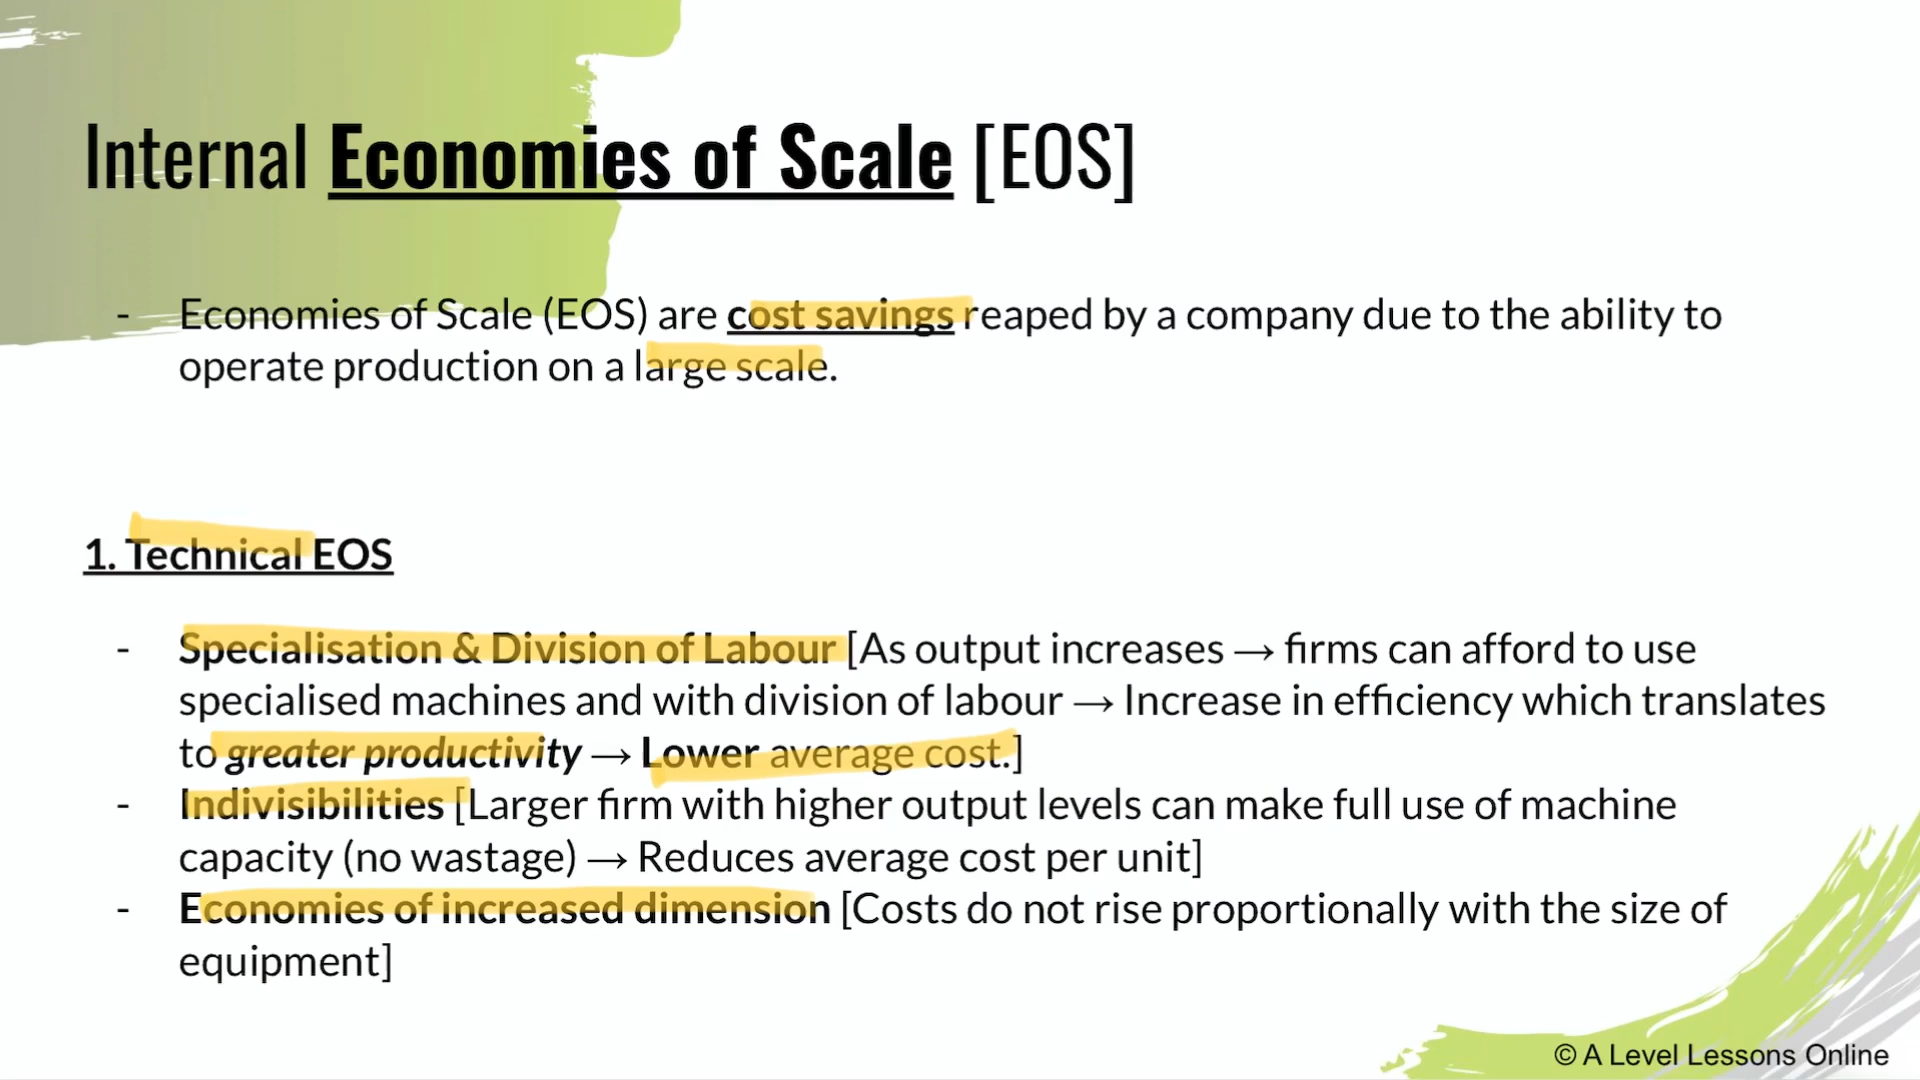 Internal Economies of Scale [EOS]
- Economies of Scale (EOS) are cost savings reaped by a company due to the ability to
operate production on a large scale.
1. Technical EOS
- Specialisation & Division of Labour [As output increases → firms can afford to use
specialised machines and with division of labour → Increase in efficiency which translates
to greater productivity → Lower average cost.]
- Indivisibilities [Larger firm with higher output levels can make full use of machine
capacity (no wastage) → Reduces average cost per unit]
- Economies of increased dimension [Costs do not rise proportionally with the size of
equipment]
© A Level Lessons Online